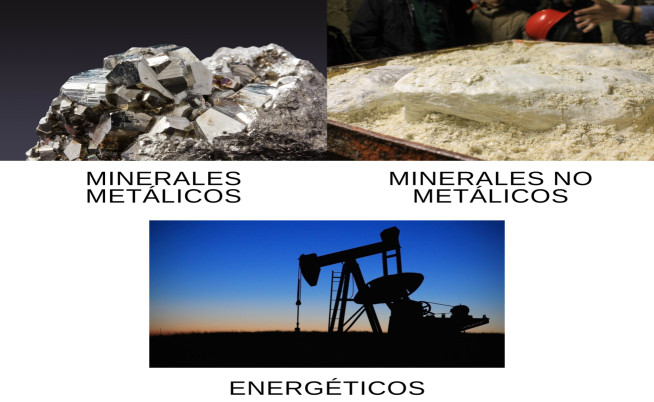 MINERALES
METÁLICOS
MINERALES NO
METÁLICOS
ENERGÉTICOS